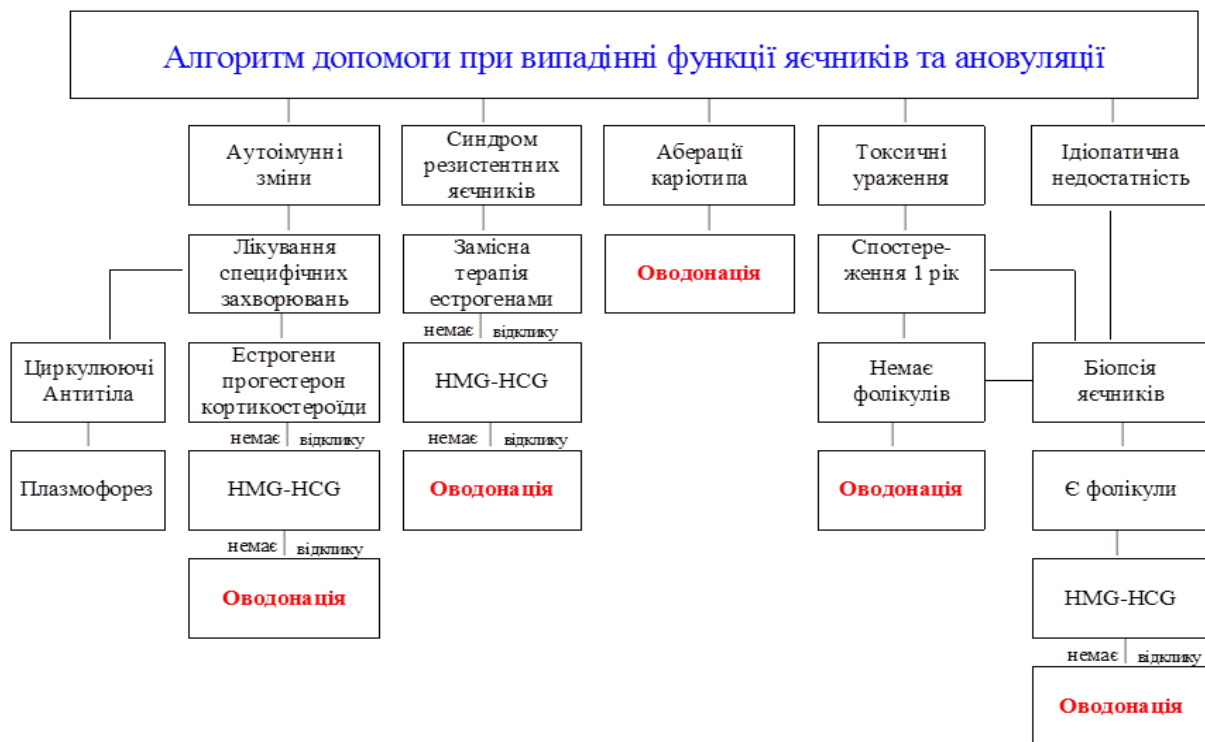 Алгоритм допомоги при випадінні функції яєчників та ановуляції
Аутоімунні
зміни
Синдром
резистентних
яєчників
Аберації
каріотипа
Токсичні
ураження
Ідіопатична
недостатність
Лікування
специфічних
захворювань
Замісна
терапія
естрогенами
Оводонація
Спостере-
ження 1 рік
немає відклику
Циркулюючі
Антитіла
Естрогени
прогестерон
кортикостероїди
HMG-HCG
Немає
фолікулів
Біопсія
яєчників
немає відклику
немає відклику
Плазмофорез
HMG-HCG
Оводонація
Оводонація
Є фолікули
немає відклику
Оводонація
HMG-HCG
немає відклику
Оводонація